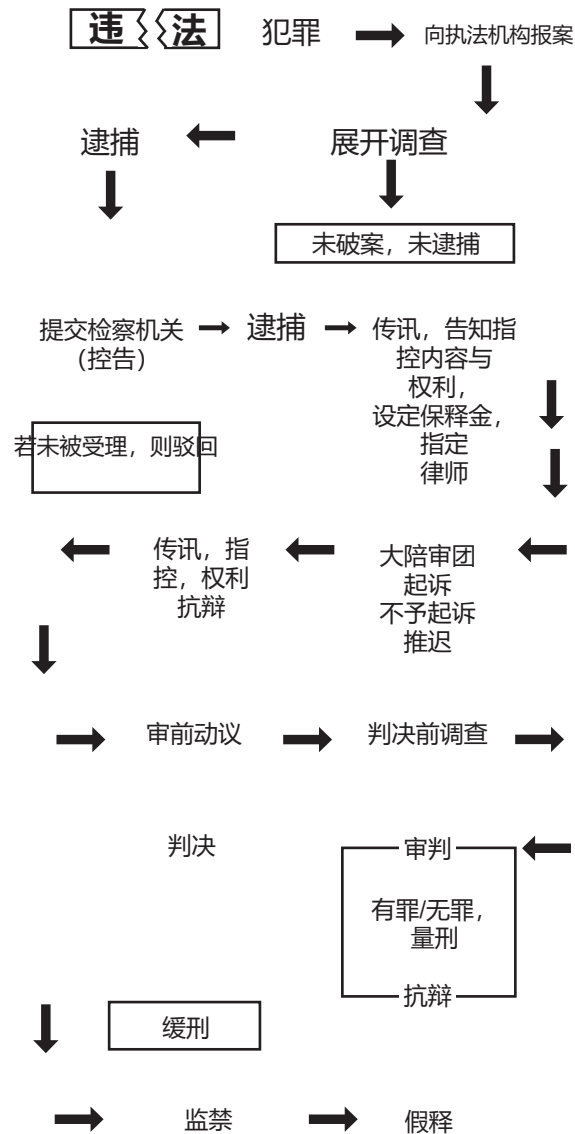 违法 犯罪 向执法机构报案
逮捕 展开调查
未破案，未逮捕
提交检察机关
（控告）
逮捕
传讯，告知指
控内容与
权利，
设定保释金，
指定
律师
若未被受理，则驳回
传讯，指
控，权利
抗辩
大陪审团
起诉
不予起诉
推迟
审前动议 判决前调查
判决
审判
有罪/无罪，
量刑
抗辩
缓刑
监禁 假释